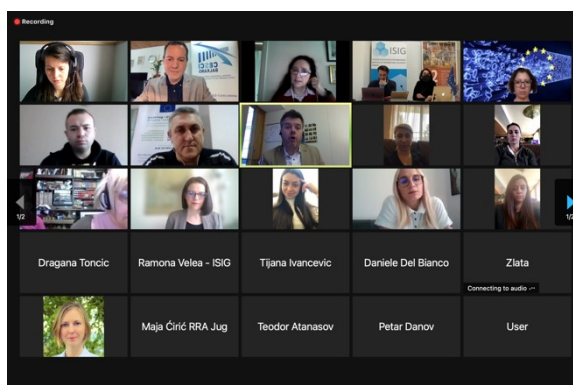 Recording
ISIG
1/2
1/2
Dragana Toncic
Ramona Velea - ISIG
Tijana Ivancevic
Daniele Del Bianco
Zlata
Connecting to audio ···
Maja Ćirić RRA Jug
Teodor Atanasov
Petar Danov
User